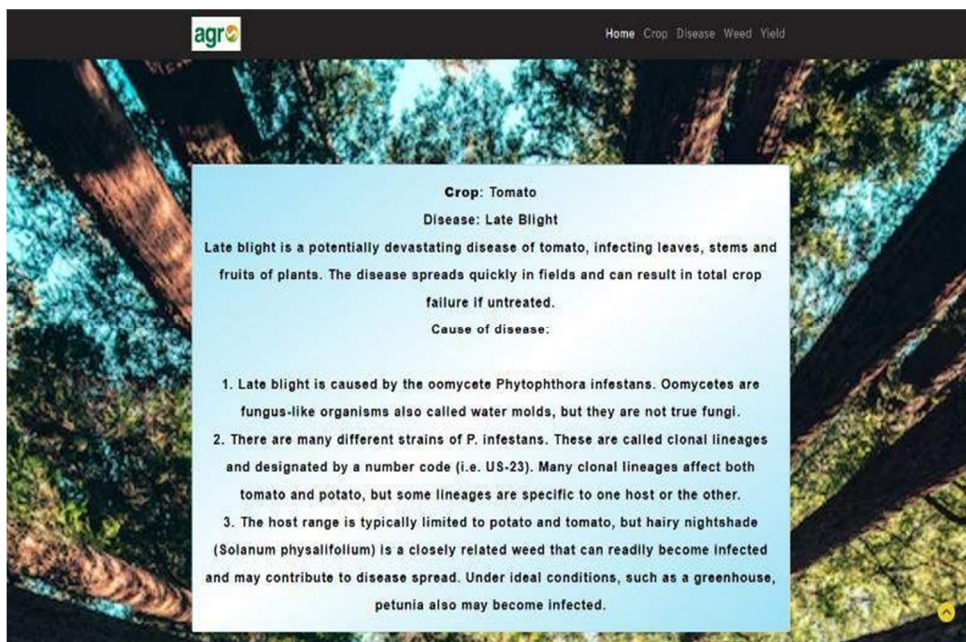 agro
Home Crop Disease Weed Yield
Crop: Tomato
Disease: Late Blight
Late blight is a potentially devastating disease of tomato, infecting leaves, stems and
fruits of plants. The disease spreads quickly in fields and can result in total crop
failure if untreated.
Cause of disease:
1. Late blight is caused by the oomycete Phytophthora infestans. Oomycetes are
fungus-like organisms also called water molds, but they are not true fungi.
2. There are many different strains of P. infestans. These are called clonal lineages
and designated by a number code (i.e. US-23). Many clonal lineages affect both
tomato and potato, but some lineages are specific to one host or the other.
3. The host range is typically limited to potato and tomato, but hairy nightshade
(Solanum physalifolium) is a closely related weed that can readily become infected
and may contribute to disease spread. Under ideal conditions, such as a greenhouse,
petunia also may become infected.